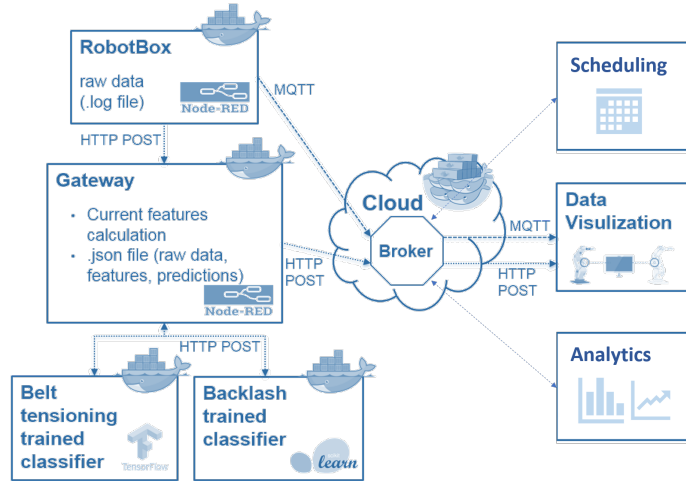 RobotBox
raw data
(.log file)
Node-RED
MQTT
HTTP POST
Gateway
• Current features
calculation
• .json file (raw data,
features, predictions)
Node-RED
HTTP
POST
HTTP POST
Belt
tensioning
trained
classifier
TensorFlow
Backlash
trained
classifier
learn
Cloud
Broker
MQTT
HTTP
POST
Scheduling
Data
Visulization
Analytics